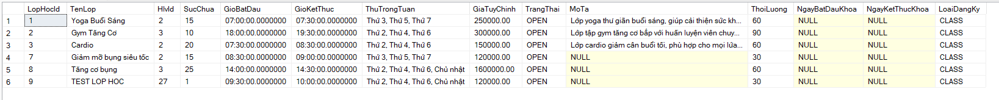 LopHocId TenLop HlvId SucChua GioBatDau GioKetThuc ThuTrongTuan GiaTuyChinh TrangThai MoTa ThoiLuong NgayBatDauKhoa NgayKetThucKhoa LoaiDangKy
1 1 Yoga Buổi Sáng 2 15 07:00:00.0000000 07:30:00.0000000 Thứ 3, Thứ 5, Thứ 7 250000.00 OPEN Lớp yoga thư giãn buổi sáng, giúp cải thiện sức kh... 60 NULL NULL CLASS
2 2 Gym Tăng Cơ 3 10 18:00:00.0000000 19:30:00.0000000 Thứ 2, Thứ 4, Thứ 6 300000.00 OPEN Lớp tập gym tăng cơ bắp với huấn luyện viên chuy... 90 NULL NULL CLASS
3 3 Cardio 2 20 07:30:00.0000000 08:30:00.0000000 Thứ 2, Thứ 4, Thứ 6 150000.00 OPEN Lớp cardio giảm cân buổi tối, phù hợp cho mọi lứa... 60 NULL NULL CLASS
4 7 Giảm mỡ bụng siêu tốc 2 15 08:30:00.0000000 09:00:00.0000000 Thứ 3, Thứ 5, Thứ 7 120000.00 OPEN NULL 30 NULL NULL CLASS
5 8 Tăng cơ bụng 3 25 14:00:00.0000000 14:30:00.0000000 Thứ 2, Thứ 4, Thứ 6, Chủ nhật 1600000.00 OPEN NULL 60 NULL NULL CLASS
6 9 TEST LOP HOC 27 1 09:30:00.0000000 10:00:00.0000000 Thứ 2, Thứ 4, Thứ 6, Chủ nhật 120000.00 OPEN NULL 30 NULL NULL CLASS